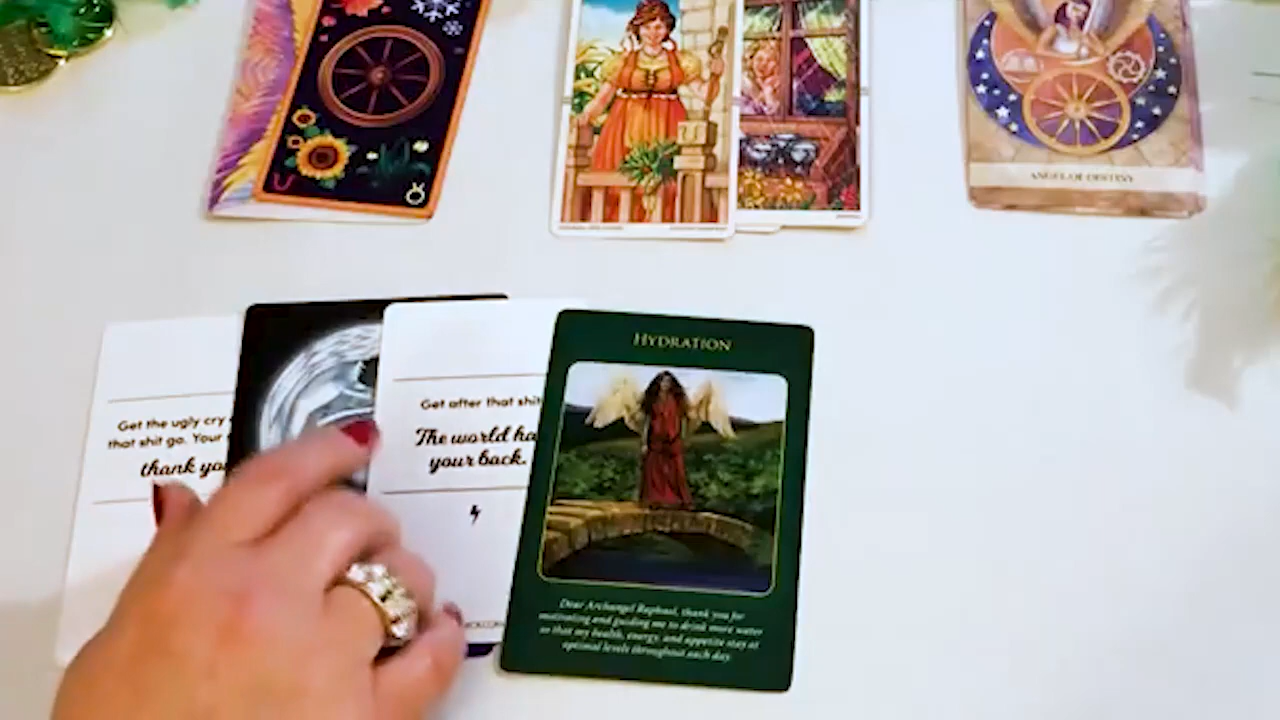 ANGEL OF DESTINY
Get the ugly cry
that shit go. Your
thank you
Get after that shit
The world ha
your back.
HYDRATION
Dear Archangel Raphael, thank you for
motivating and guiding me to drink more water
so that my health, energy, and appetite stay at
optimal levels throughout each day.